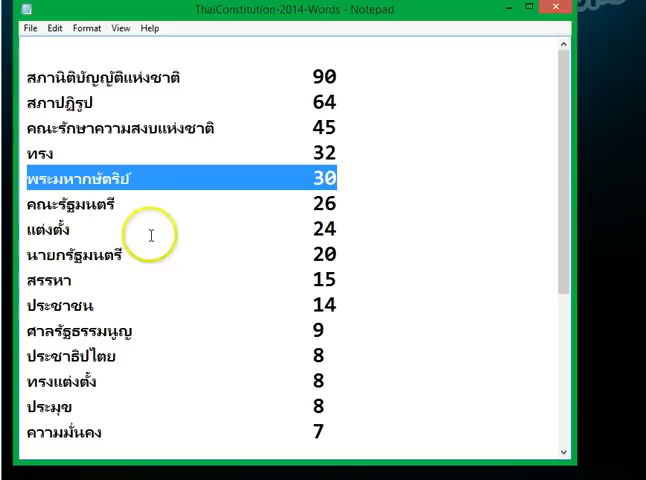 ThaiConstitution-2014-Words - Notepad
File Edit Format View Help
สภานิติบัญญัติแห่งชาติ 90
สภาปฏิรูป 64
คณะรักษาความสงบแห่งชาติ 45
ทรง 32
พระมหากษัตริย์ 30
คณะรัฐมนตรี 26
แต่งตั้ง 24
นายกรัฐมนตรี 20
สรรหา 15
ประชาชน 14
ศาลรัฐธรรมนูญ 9
ประชาธิปไตย 8
ทรงแต่งตั้ง 8
ประมุข 8
ความมั่นคง 7